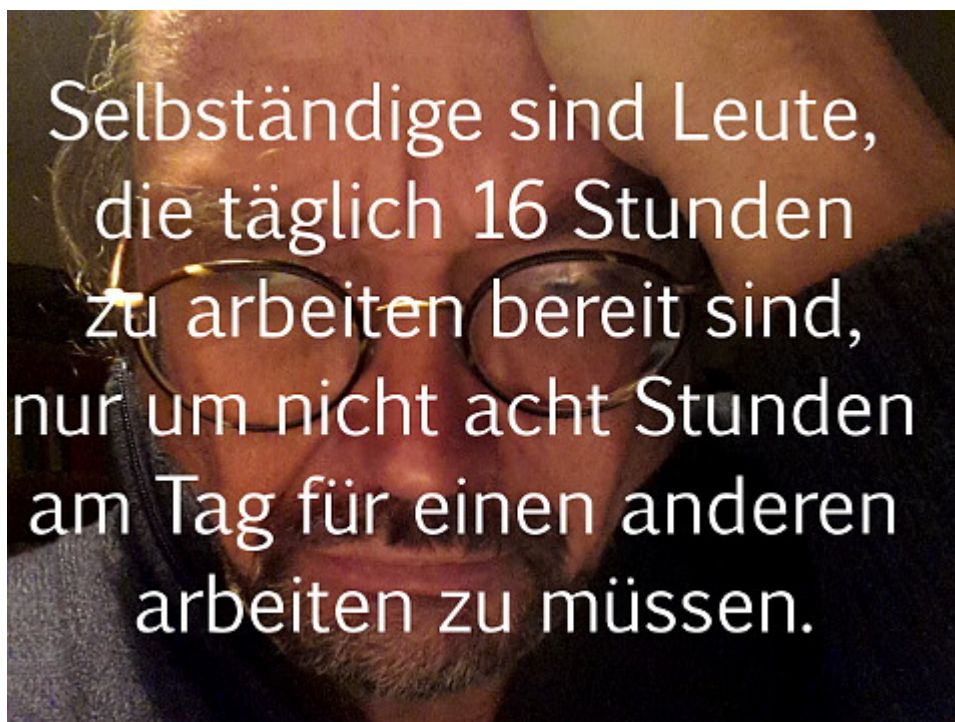 Selbständige sind Leute,
die täglich 16 Stunden
zu arbeiten bereit sind,
nur um nicht acht Stunden
am Tag für einen anderen
arbeiten zu müssen.